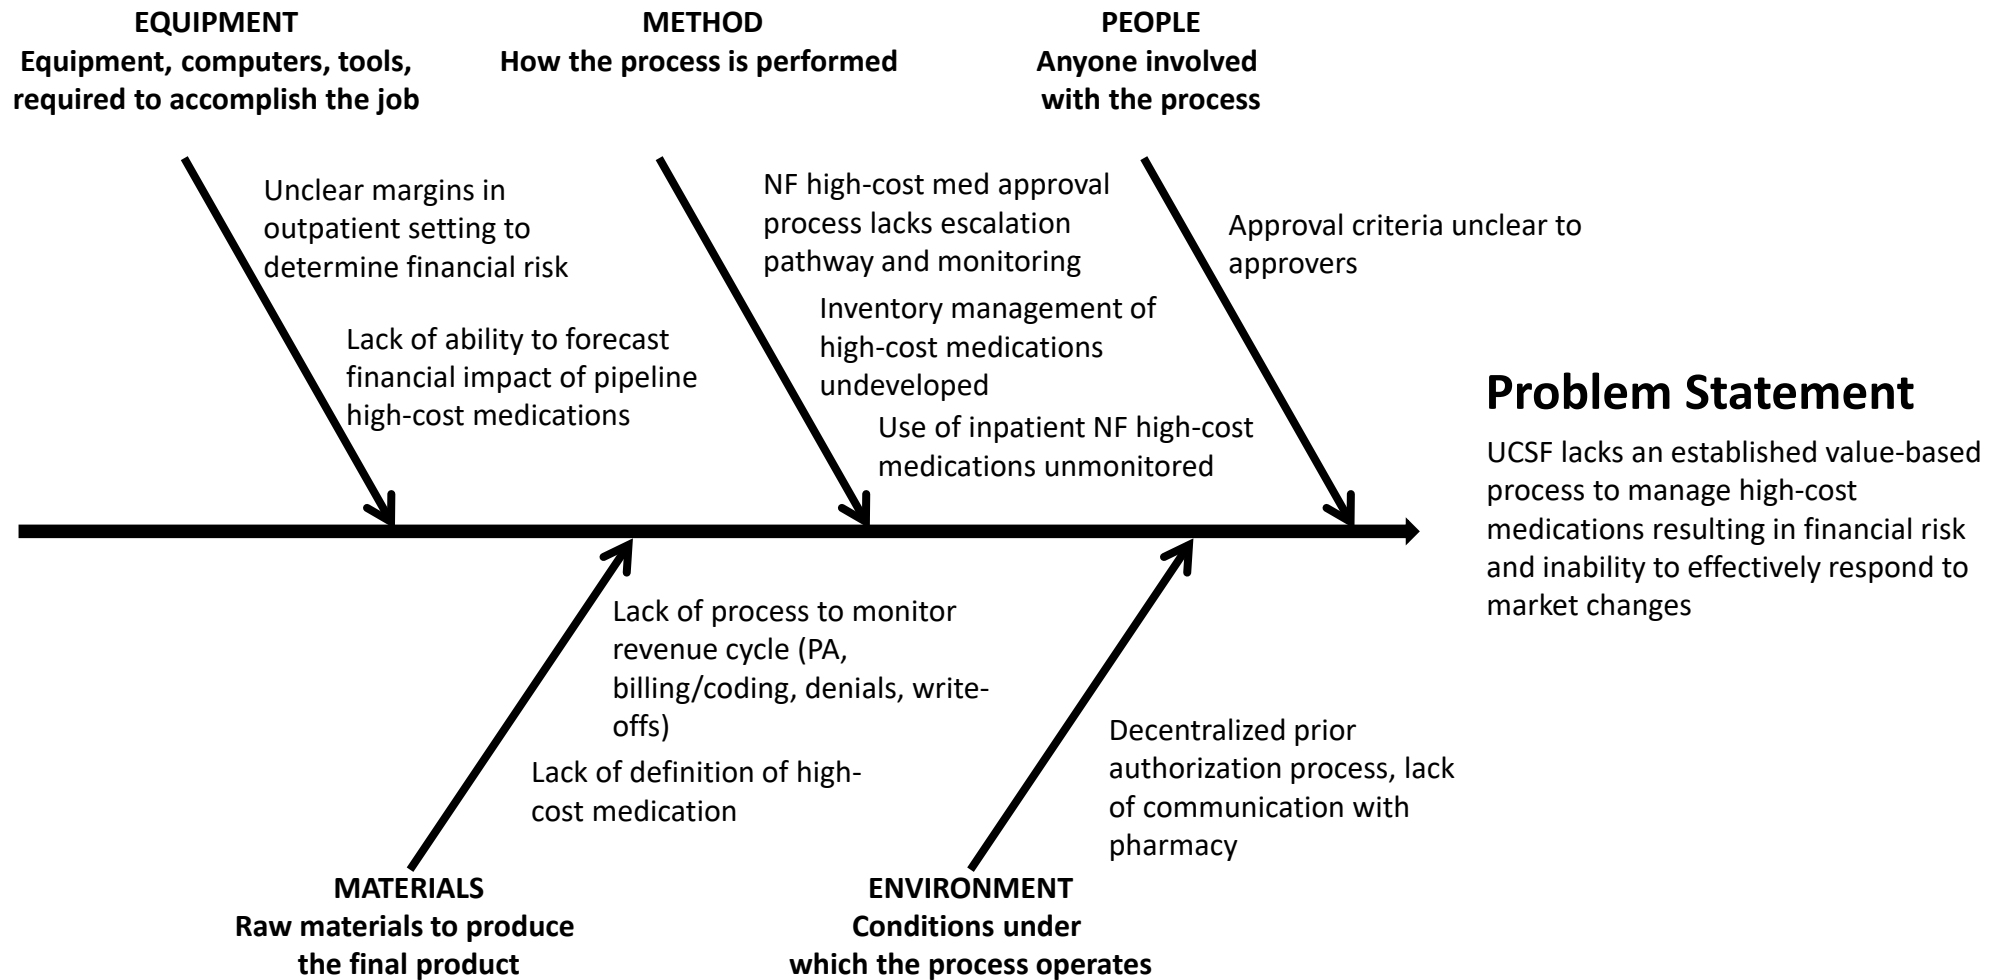 EQUIPMENT
Equipment, computers, tools,
required to accomplish the job
METHOD
How the process is performed
PEOPLE
Anyone involved
with the process
Unclear margins in
outpatient setting to
determine financial risk
Lack of ability to forecast
financial impact of pipeline
high-cost medications
NF high-cost med approval
process lacks escalation
pathway and monitoring
Inventory management of
high-cost medications
undeveloped
Use of inpatient NF high-cost
medications unmonitored
Approval criteria unclear to
approvers
Problem Statement
UCSF lacks an established value-based
process to manage high-cost
medications resulting in financial risk
and inability to effectively respond to
market changes
Lack of process to monitor
revenue cycle (PA,
billing/coding, denials, write-
offs)
Lack of definition of high-
cost medication
Decentralized prior
authorization process, lack
of communication with
pharmacy
MATERIALS
Raw materials to produce
the final product
ENVIRONMENT
Conditions under
which the process operates